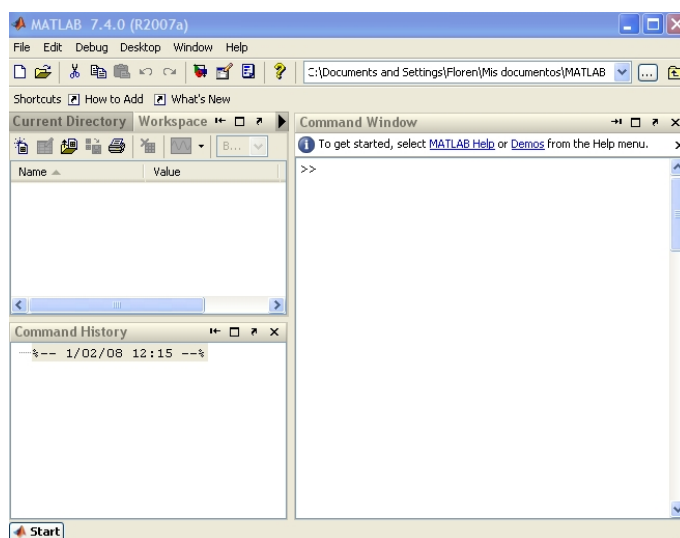 MATLAB 7.4.0 (R2007a)
File Edit Debug Desktop Window Help
C:\Documents and Settings\Floren\Mis documentos\MATLAB ...
Shortcuts How to Add What's New
Current Directory Workspace
B...
Name Value
Command History
%-- 1/02/08 12:15 --%
Command Window
To get started, select MATLAB Help or Demos from the Help menu.
>>
Start